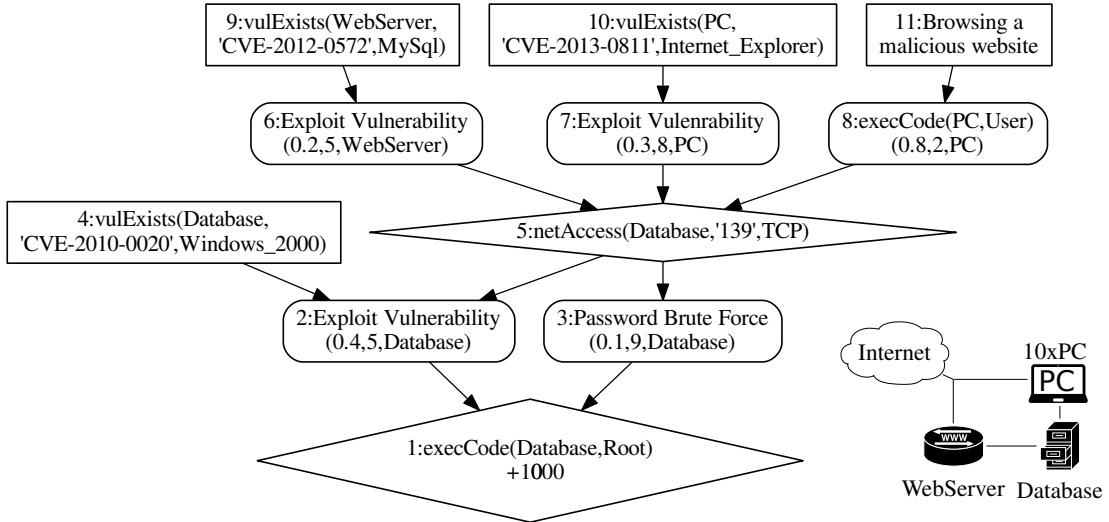 9:vulExists(WebServer,
'CVE-2012-0572',MySql)
10:vulExists(PC,
'CVE-2013-0811',Internet_Explorer)
11:Browsing a
malicious website
6:Exploit Vulnerability
(0.2,5,WebServer)
7:Exploit Vulenrability
(0.3,8,PC)
8:execCode(PC,User)
(0.8,2,PC)
4:vulExists(Database,
'CVE-2010-0020',Windows_2000)
5:netAccess(Database,'139',TCP)
2:Exploit Vulnerability
(0.4,5,Database)
3:Password Brute Force
(0.1,9,Database)
1:execCode(Database,Root)
+1000
Internet
10xPC
PC
WWW
WebServer
Database